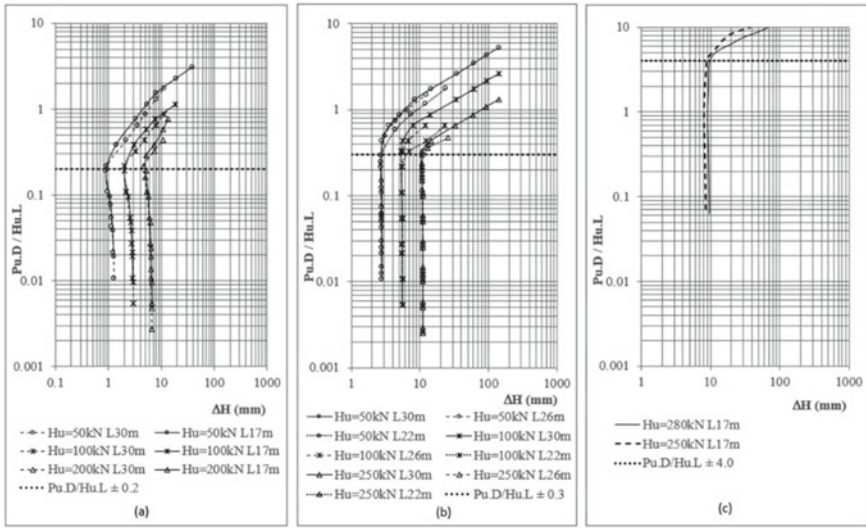 10
1
0.1
0.01
0.001
Pu.D / Hu.L
0.1 1 10 100 1000
ΔH (mm)
Hu=50kN L30m Hu=50kN L17m
Hu=100kN L30m Hu=100kN L17m
Hu=200kN L30m Hu=200kN L17m
Pu.D/Hu.L ± 0.2
(a)
10
1
0.1
0.01
0.001
Pu.D / Hu.L
1 10 100 1000
ΔH (mm)
Hu=50kN L30m Hu=50kN L26m
Hu=50kN L22m Hu=100kN L30m
Hu=100kN L26m Hu=100kN L22m
Hu=250kN L30m Hu=250kN L26m
Hu=250kN L22m Pu.D/Hu.L ± 0.3
(b)
10
1
0.1
0.01
0.001
Pu.D / Hu.L
1 10 100 1000
ΔH (mm)
Hu=280kN L17m
Hu=250kN L17m
Pu.D/Hu.L ± 4.0
(c)